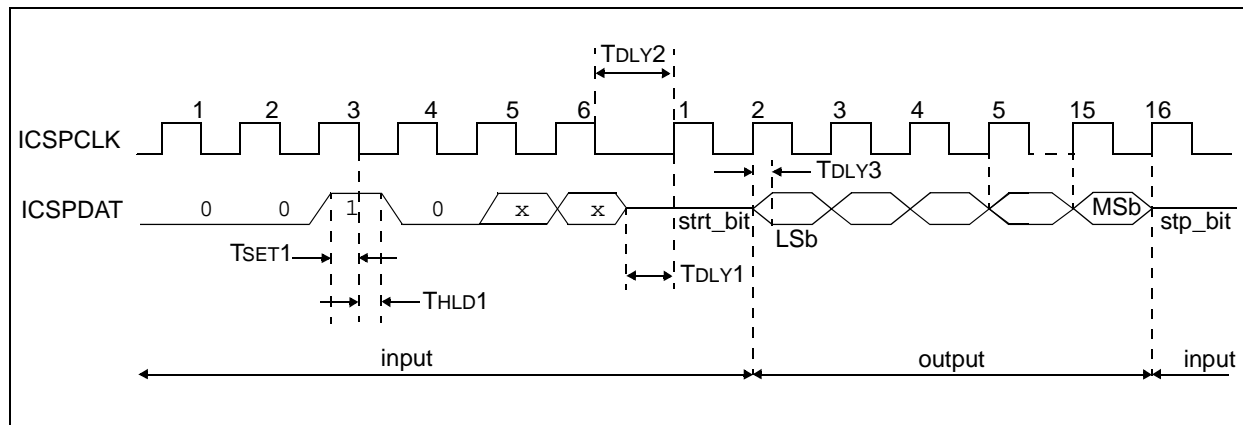 TDLY2
1 2 3 4 5 6 1 2 3 4 5 15 16
ICSPCLK
TDLY3
ICSPDAT
0 0 1 0 x x strt_bit LSb MSb stp_bit
TSET1
TDLY1
THLD1
input output input